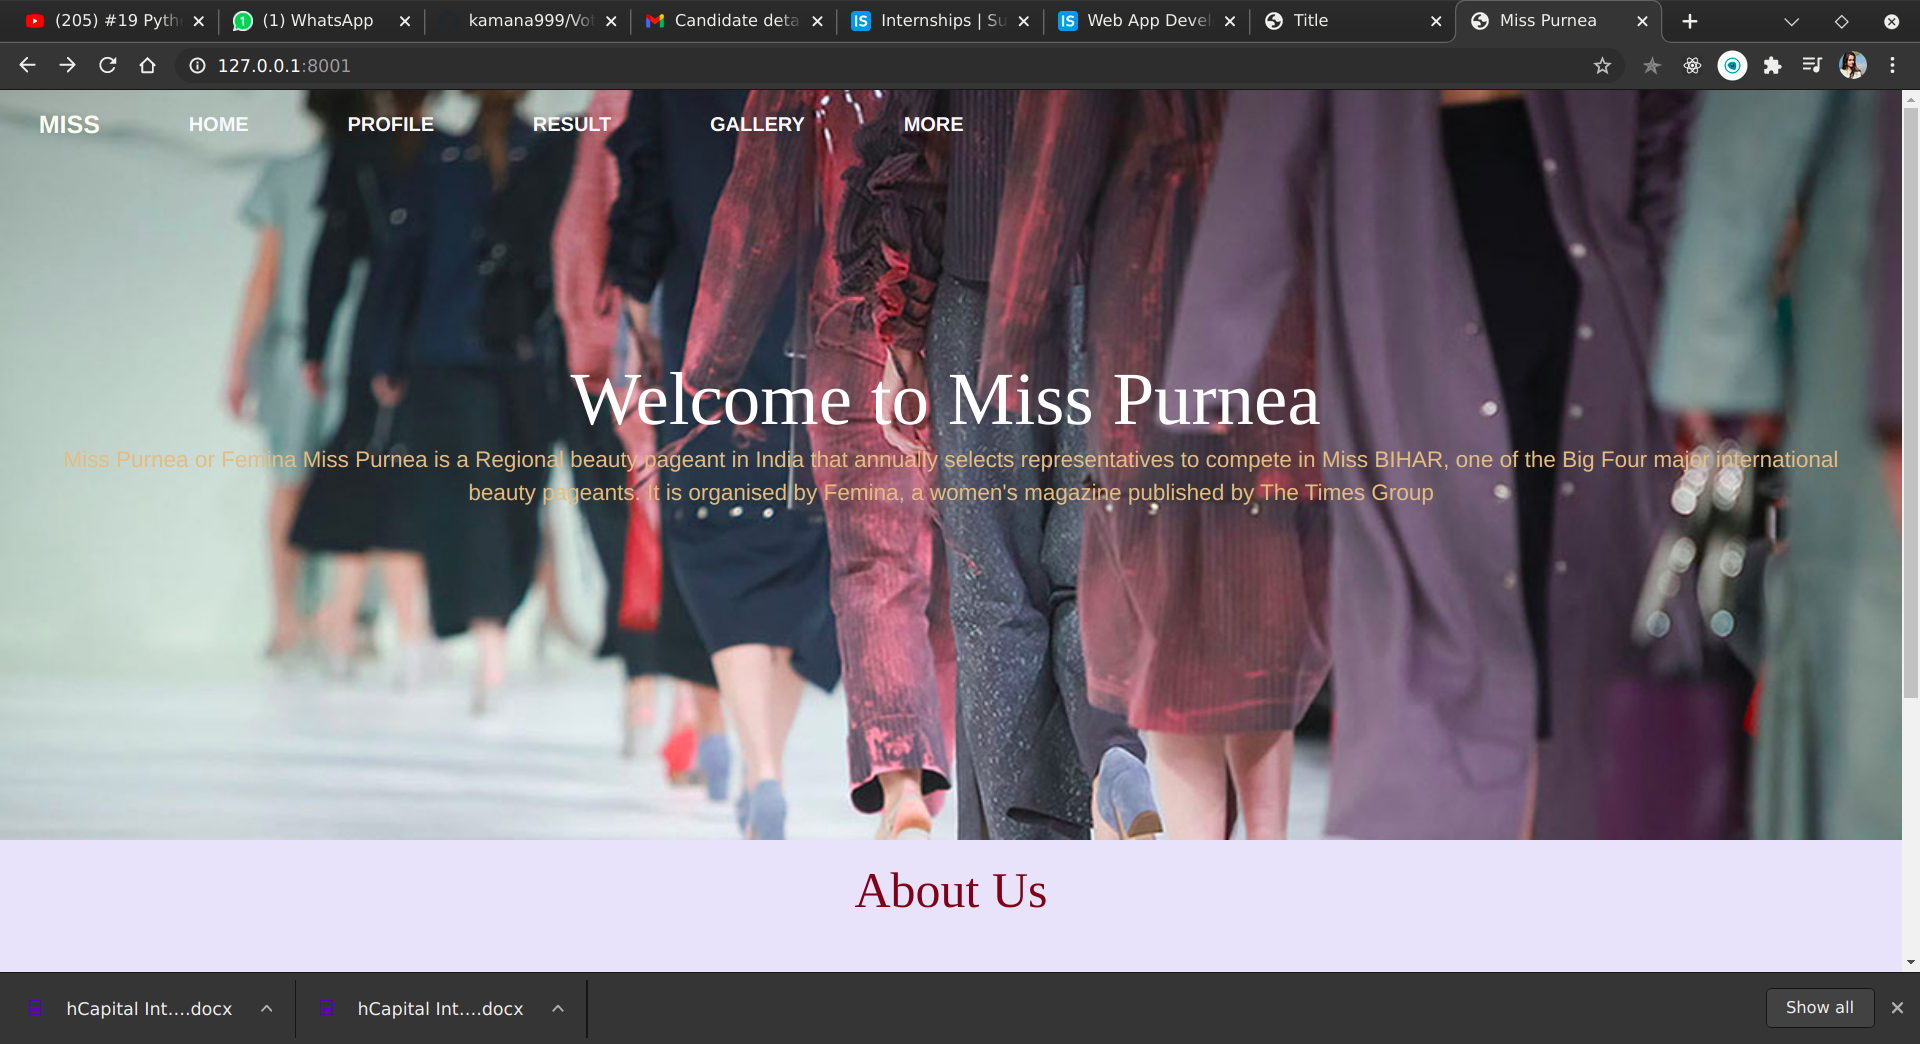 (205) #19 Pyth
(1) WhatsApp
kamana999/Vot
Candidate deta
Internships | Su
Web App Devel
Title
Miss Purnea
127.0.0.1:8001
MISS
HOME
PROFILE
RESULT
GALLERY
MORE
Welcome to Miss Purnea
Miss Purnea or Femina Miss Purnea is a Regional beauty pageant in India that annually selects representatives to compete in Miss BIHAR, one of the Big Four major international
beauty pageants. It is organised by Femina, a women's magazine published by The Times Group
About Us
hCapital Int....docx
hCapital Int....docx
Show all